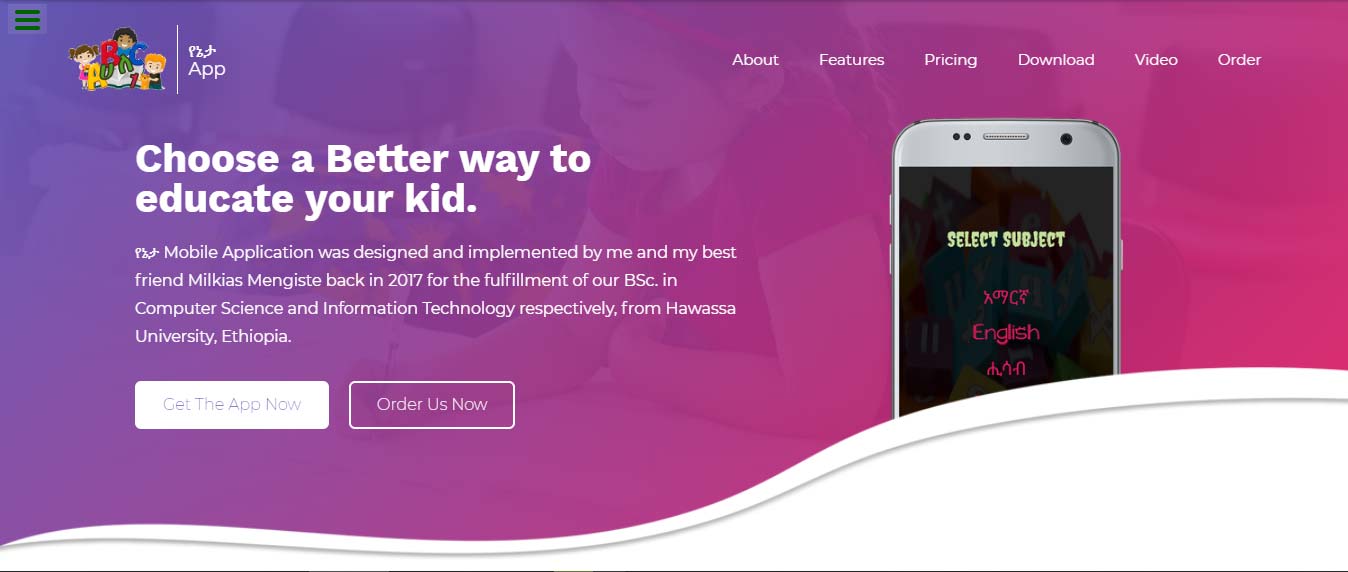 የኔታ
App
About Features Pricing Download Video Order
Choose a Better way to
educate your kid.
የኔታ Mobile Application was designed and implemented by me and my best
friend Milkias Mengiste back in 2017 for the fulfillment of our BSc. in
Computer Science and Information Technology respectively, from Hawassa
University, Ethiopia.
Get The App Now
Order Us Now
SELECT SUBJECT
አማርኛ
English
ሒሳብ